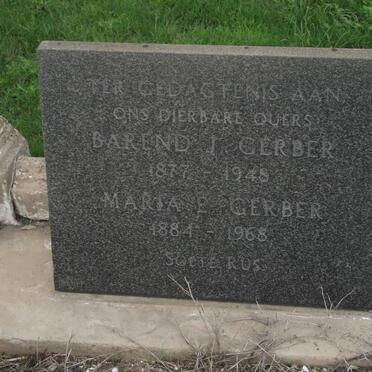 TER GEDAGTENIS AAN
ONS DIERBARE OUERS
BAREND J. GERBER
1877 - 1948
MARIA E. GERBER
1884 - 1968
SOETE RUS.